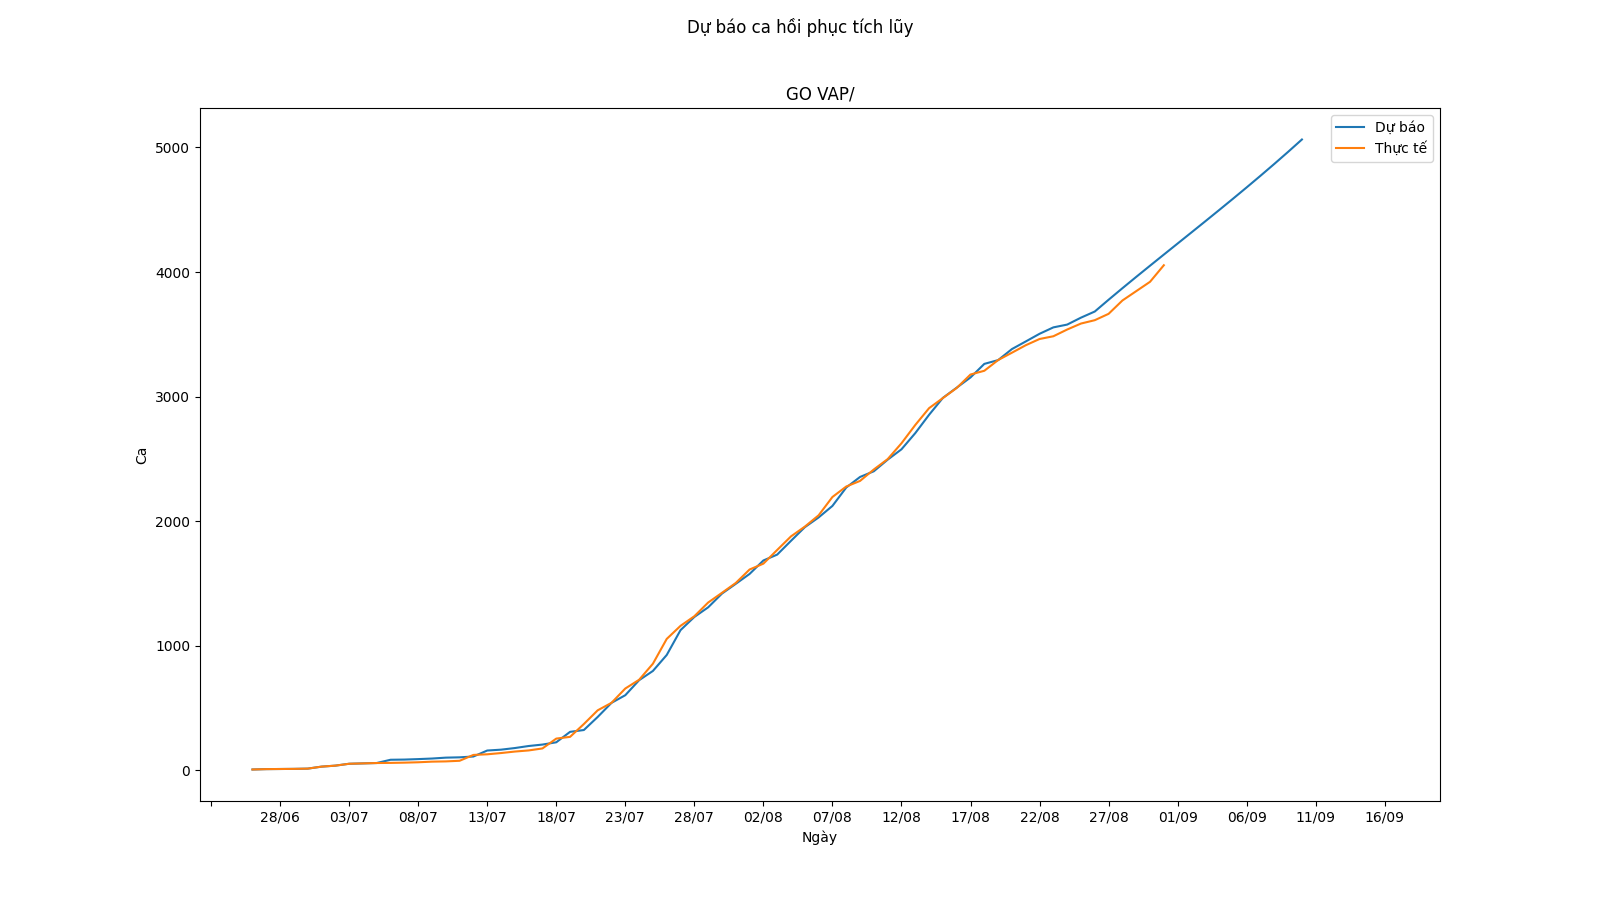 Dự báo ca hồi phục tích lũy
GO VAP/
Dự báo
Thực tế
5000
4000
3000
2000
1000
0
Ca
28/06 03/07 08/07 13/07 18/07 23/07 28/07 02/08 07/08 12/08 17/08 22/08 27/08 01/09 06/09 11/09 16/09
Ngày